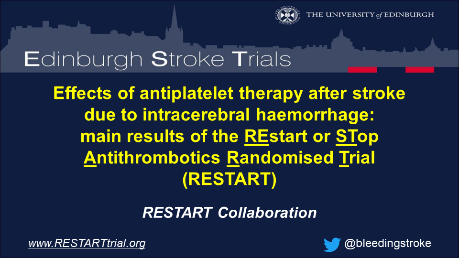 THE UNIVERSITY of EDINBURGH
Edinburgh Stroke Trials
Effects of antiplatelet therapy after stroke
due to intracerebral haemorrhage:
main results of the REstart or STop
Antithrombotics Randomised Trial
(RESTART)
RESTART Collaboration
www.RESTARTtrial.org @bleedingstroke